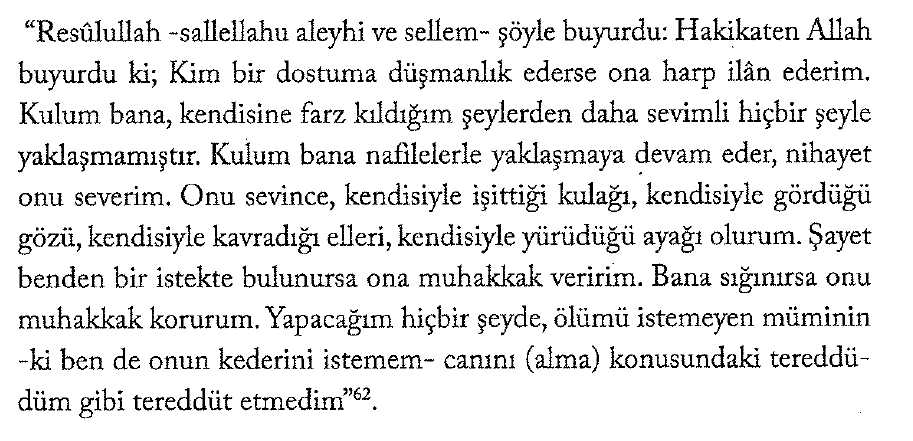 “Resûlullah -sallellahu aleyhi ve sellem- şöyle buyurdu: Hakikaten Allah
buyurdu ki; Kim bir dostuma düşmanlık ederse ona harp ilân ederim.
Kulum bana, kendisine farz kıldığım şeylerden daha sevimli hiçbir şeyle
yaklaşmamıştır. Kulum bana nafilelerle yaklaşmaya devam eder, nihayet
onu severim. Onu sevince, kendisiyle işittiği kulağı, kendisiyle gördüğü
gözü, kendisiyle kavradığı elleri, kendisiyle yürüdüğü ayağı olurum. Şayet
benden bir istekte bulunursa ona muhakkak veririm. Bana sığınırsa onu
muhakkak korurum. Yapacağım hiçbir şeyde, ölümü istemeyen müminin
-ki ben de onun kederini istemem- canını (alma) konusundaki tereddü-
düm gibi tereddüt etmedim”⁶².